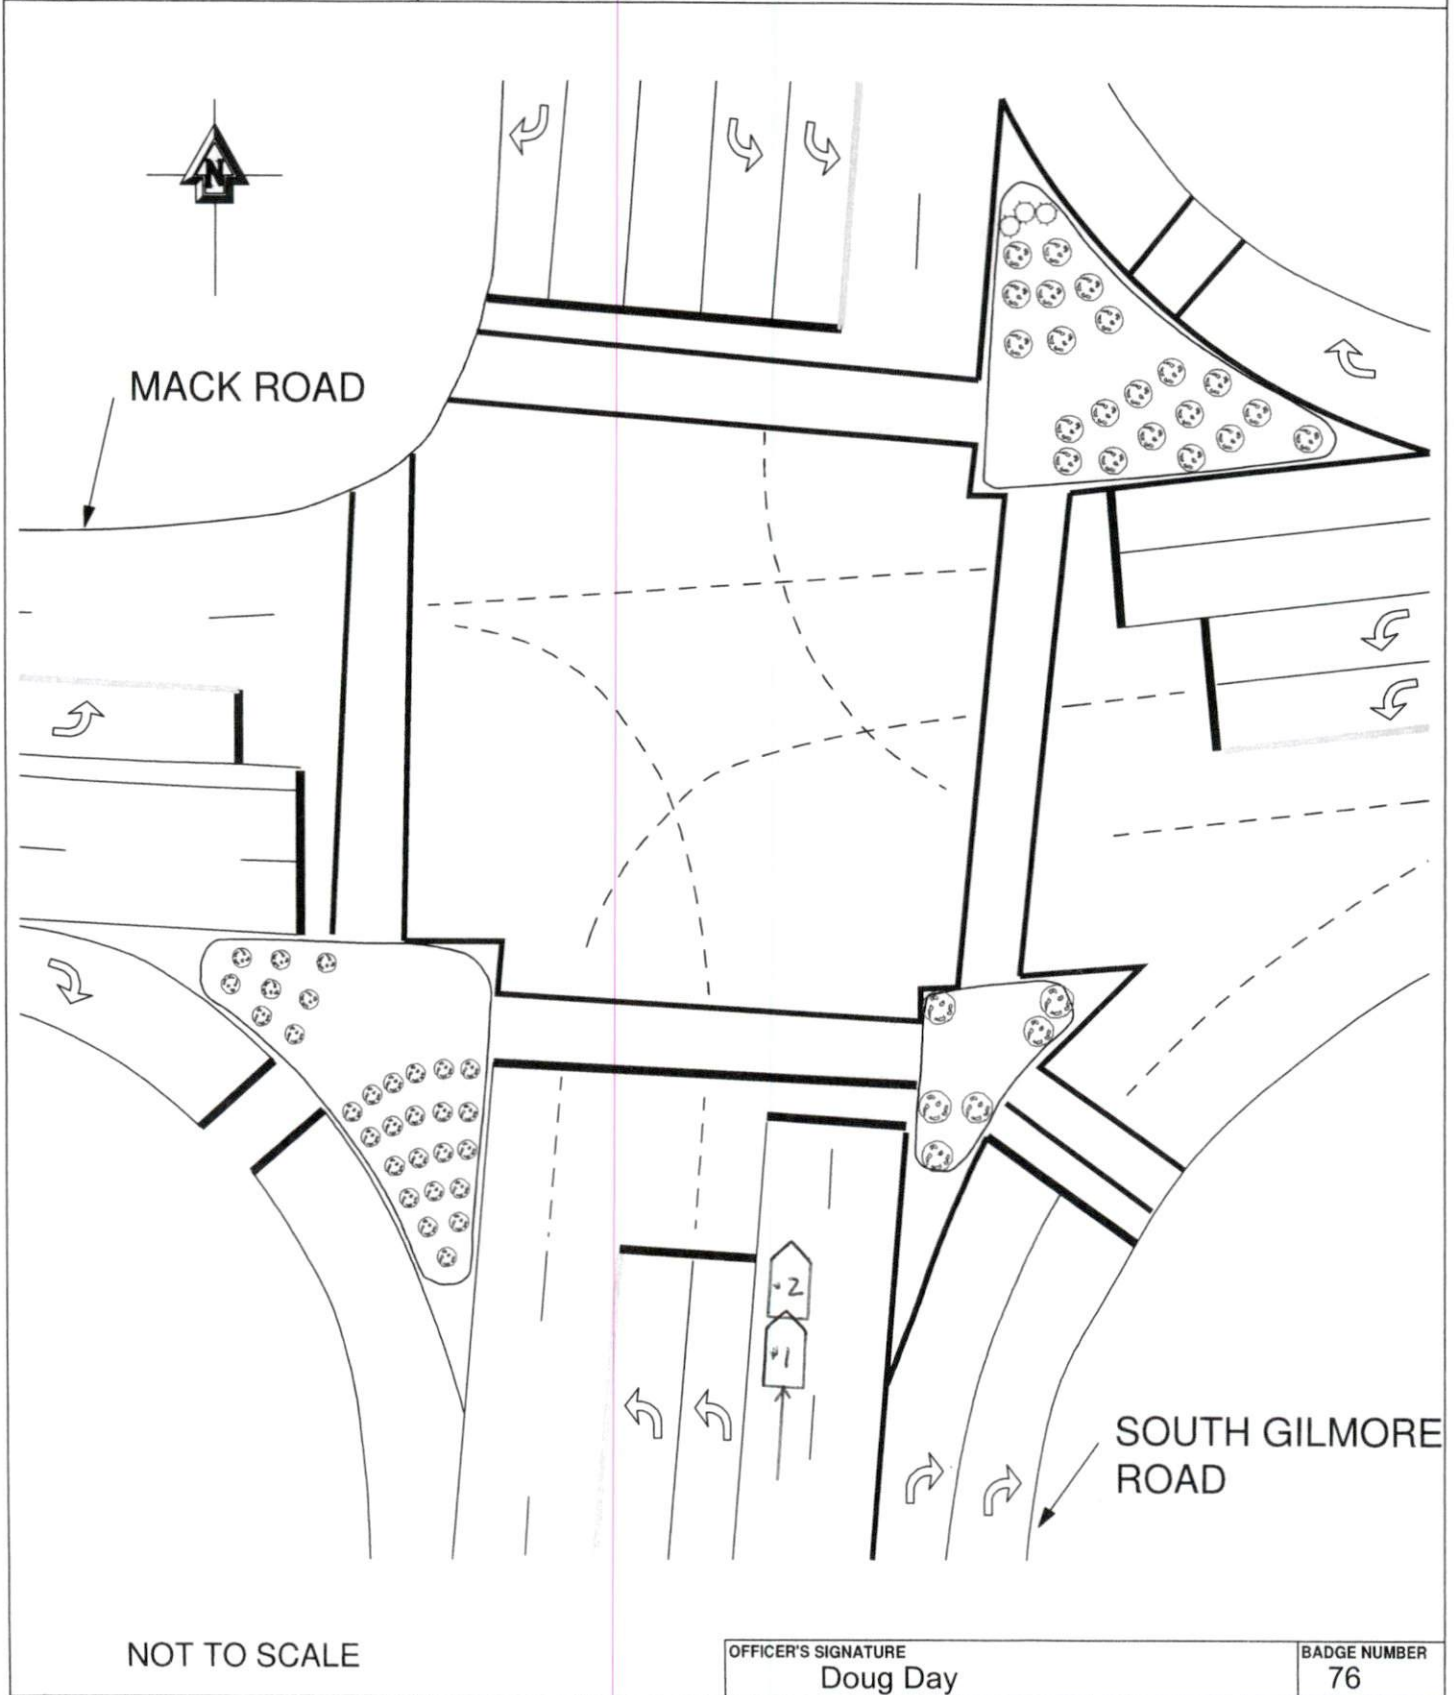 N
MACK ROAD
#2
#1
SOUTH GILMORE
ROAD
NOT TO SCALE
OFFICER'S SIGNATURE
Doug Day
BADGE NUMBER
76